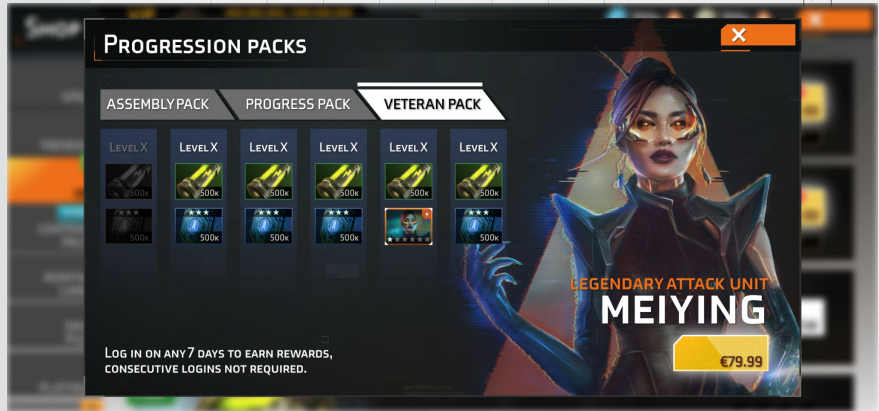 SHOP
PROGRESSION PACKS
ASSEMBLY PACK
PROGRESS PACK
VETERAN PACK
LEVEL X
LEVEL X
LEVEL X
LEVEL X
LEVEL X
LEVEL X
500K
500K
500K
500K
500K
500K
500K
500K
500K
500K
500K
LEGENDARY ATTACK UNIT
MEIYING
€79.99
LOG IN ON ANY 7 DAYS TO EARN REWARDS,
CONSECUTIVE LOGINS NOT REQUIRED.